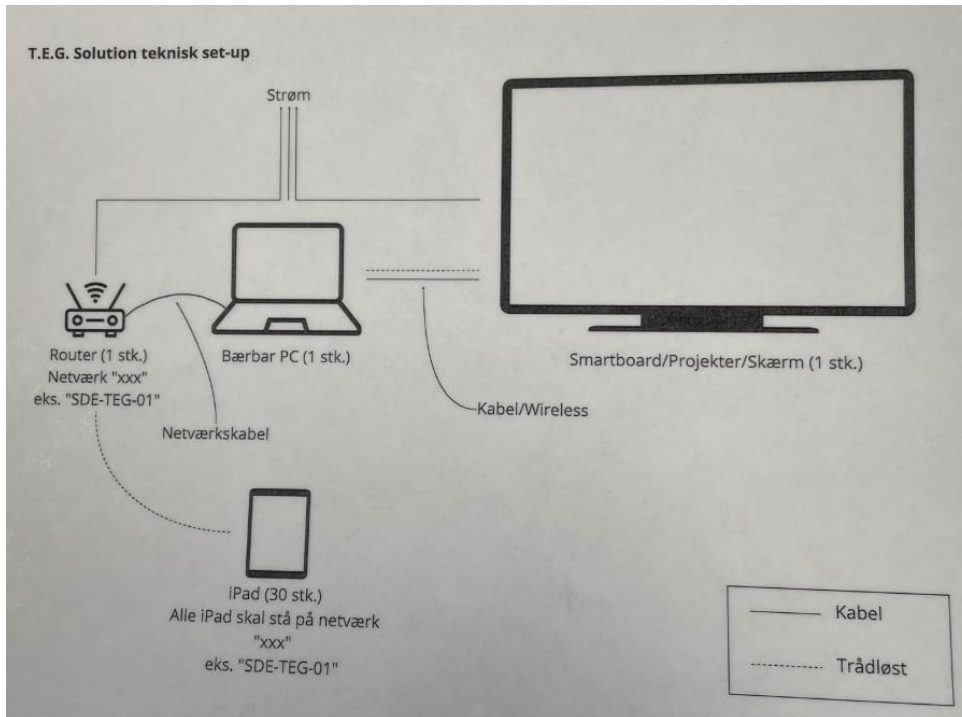 T.E.G. Solution teknisk set-up
Strøm
Router (1 stk.)
Netværk "xxx"
eks. "SDE-TEG-01"
Bærbar PC (1 stk.)
Smartboard/Projekter/Skærm (1 stk.)
Kabel/Wireless
Netværkskabel
iPad (30 stk.)
Alle iPad skal stå på netværk
"xxx"
eks. "SDE-TEG-01"
Kabel
Trådløst